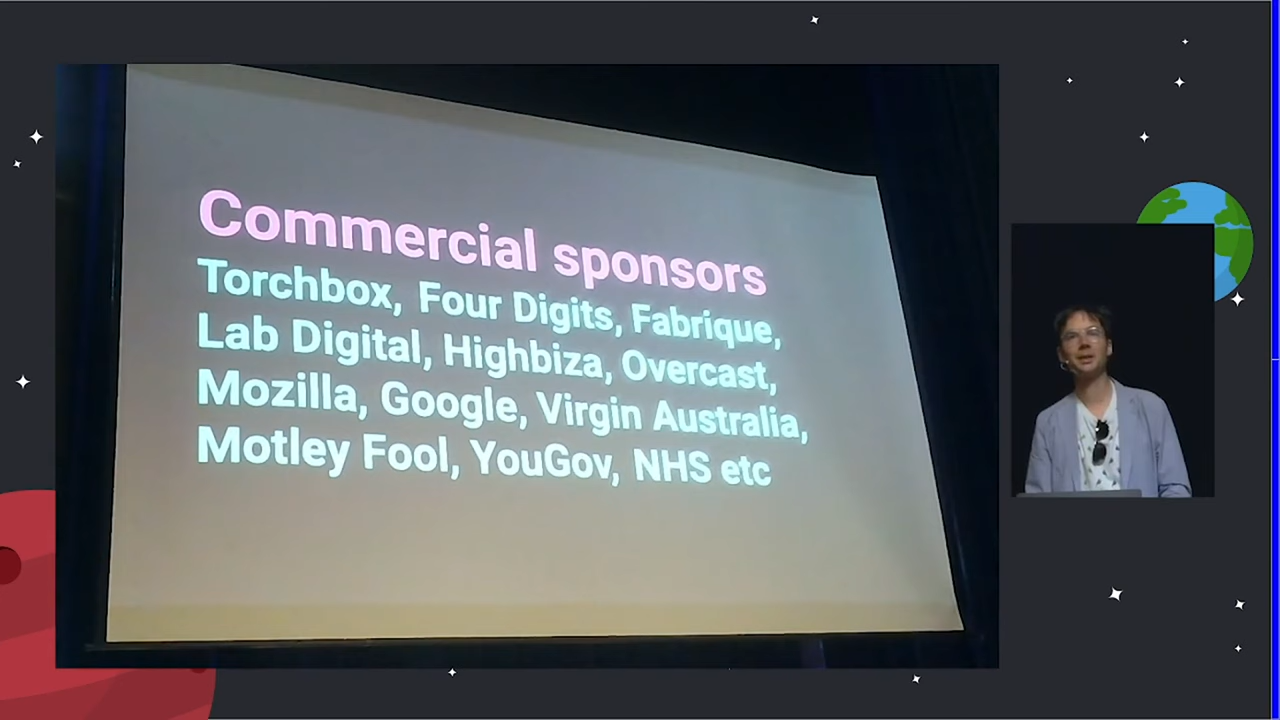 Commercial sponsors
Torchbox, Four Digits, Fabrique,
Lab Digital, Highbiza, Overcast,
Mozilla, Google, Virgin Australia,
Motley Fool, YouGov, NHS etc